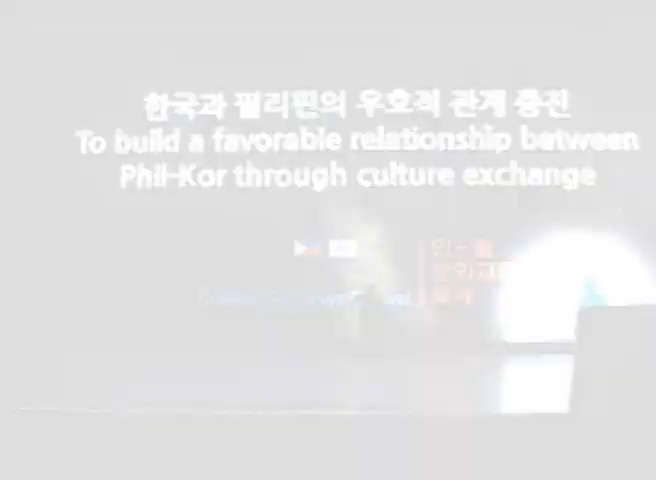 한국과 필리핀의 우호적 관계 증진
To build a favorable relationship between
Phil-Kor through culture exchange